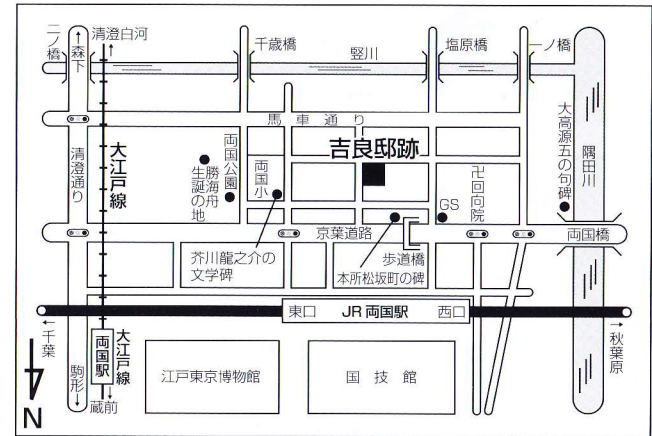 二ノ橋
↑森下
清澄白河
千歳橋
竪川
塩原橋
一ノ橋
馬車通り
大江戸線
清澄通り
勝海舟
生誕の地
両国公園
両国小
吉良邸跡
卍回向院
大高源五の句碑
隅田川
GS
京葉道路
両国橋
芥川龍之介の
文学碑
本所松坂町の碑
歩道橋
東口 JR 両国駅 西口
←千葉
駒形↓
大江戸線
両国駅
蔵前
江戸東京博物館
国技館
→秋葉原
N